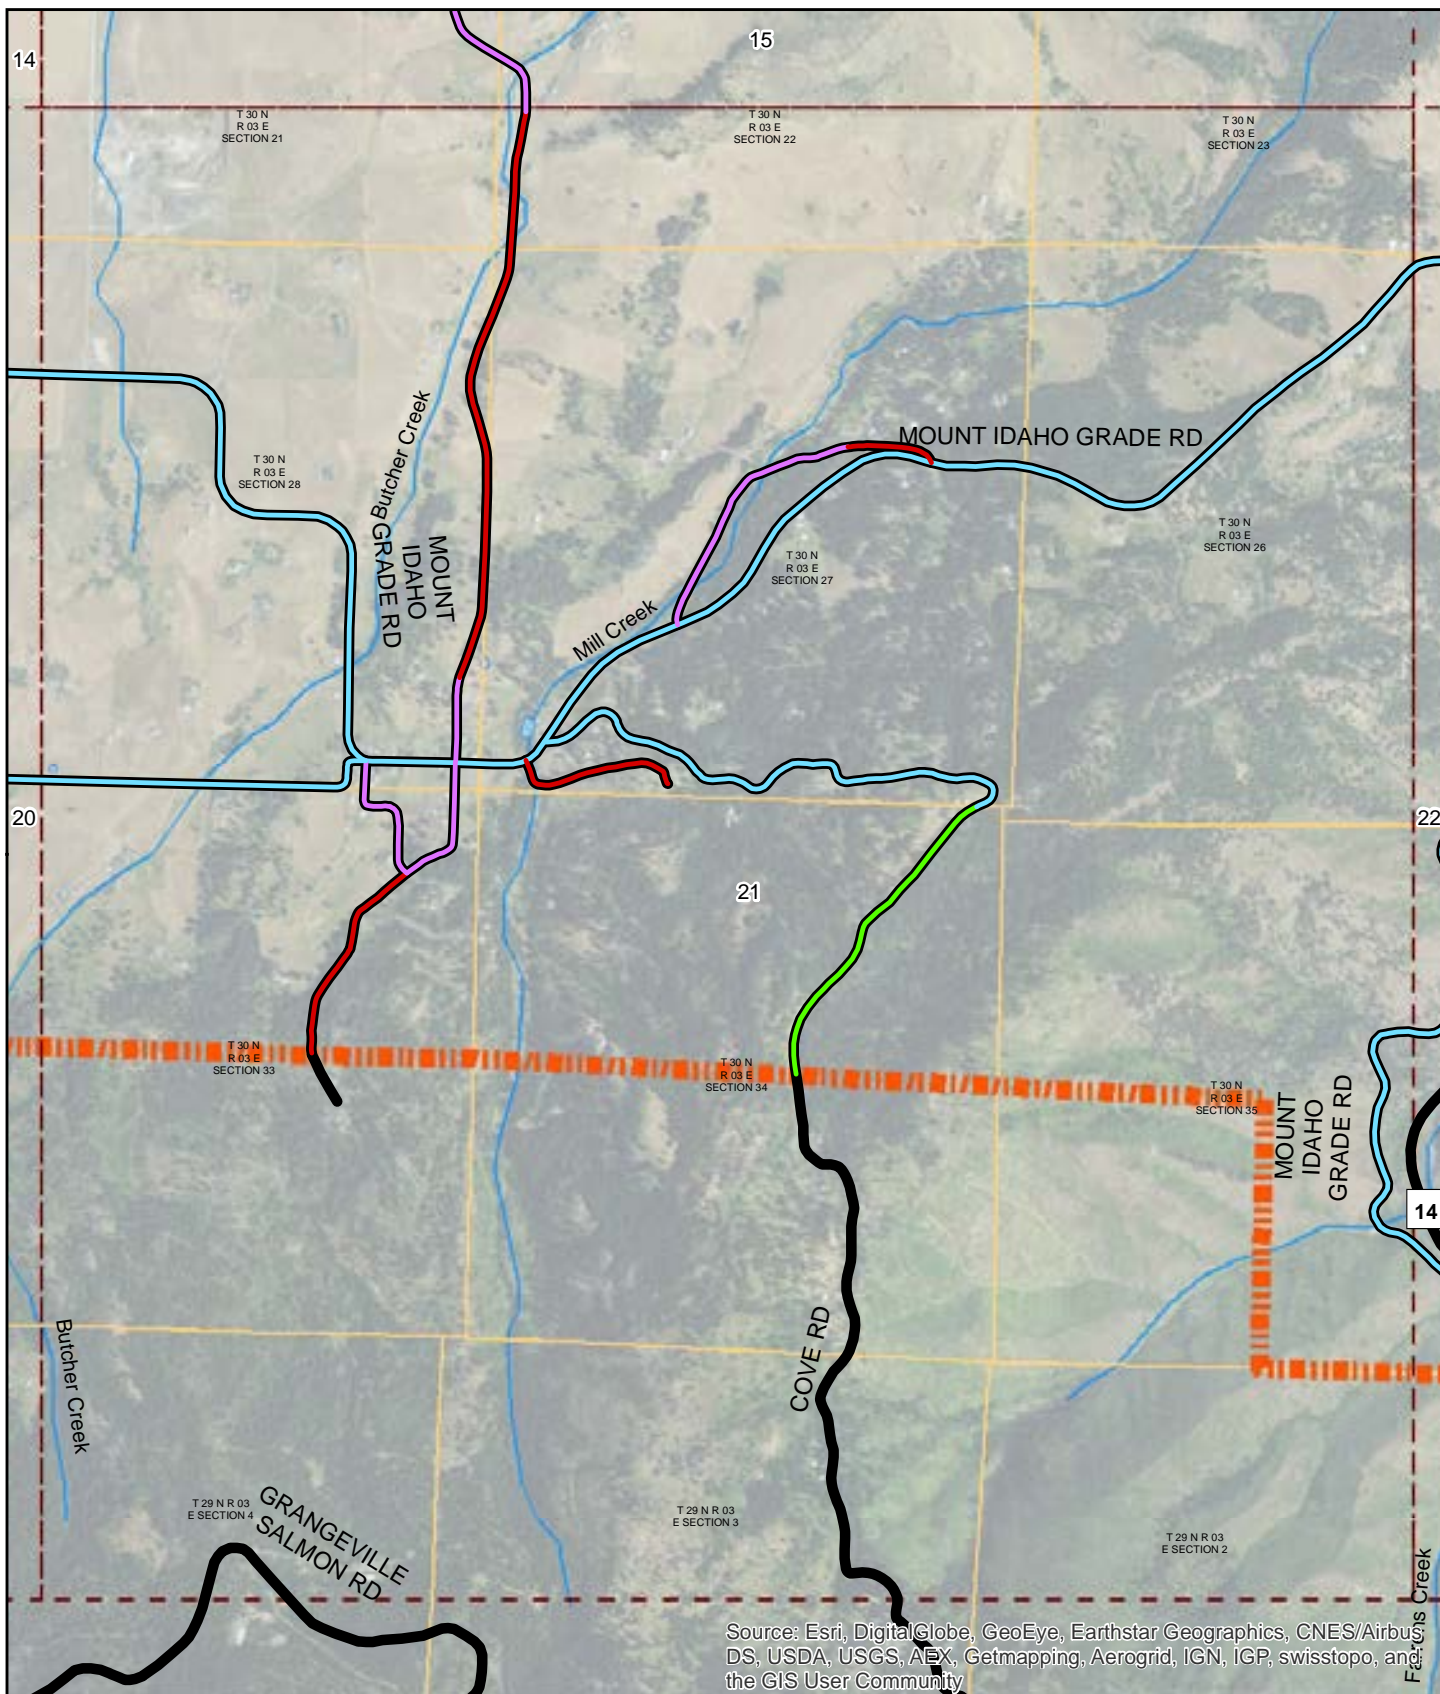 15
14
T 30 N
R 03 E
SECTION 21
T 30 N
R 03 E
SECTION 22
T 30 N
R 03 E
SECTION 23
Butcher Creek
MOUNT IDAHO GRADE RD
T 30 N
R 03 E
SECTION 28
MOUNT
IDAHO
GRADE RD
T 30 N
R 03 E
SECTION 27
T 30 N
R 03 E
SECTION 26
Mill Creek
20
22
21
T 30 N
R 03 E
SECTION 33
T 30 N
R 03 E
SECTION 34
T 30 N
R 03 E
SECTION 35
MOUNT
IDAHO
GRADE RD
14
Butcher Creek
COVE RD
T 29 N R 03
E SECTION 4
GRANGEVILLE
SALMON RD
T 29 N R 03
E SECTION 3
T 29 N R 03
E SECTION 2
Creek
Source: Esri, DigitalGlobe, GeoEye, Earthstar Geographics, CNES/Airbus
DS, USDA, USGS, AEX, Getmapping, Aerogrid, IGN, IGP, swisstopo, and
the GIS User Community